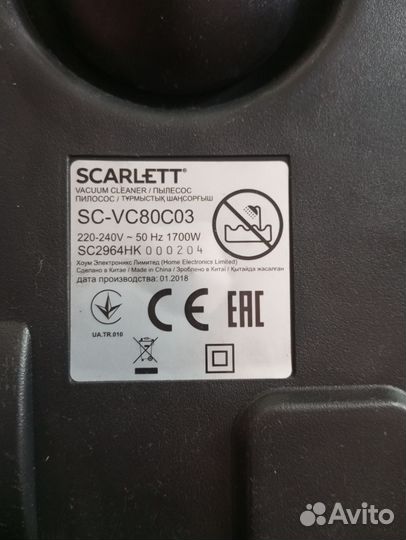 SCARLETT®
VACUUM CLEANER / ПЫЛЕСОС
ПИЛОСОС / ТҰРМЫСТЫҚ ШАҢСОРҒЫШ
SC-VC80C03
220-240V ~ 50 Hz 1700W
SC2964HK 000204
Хоум Электроникс Лимитед (Home Electronics Limited)
Сделано в Китае / Made in China / Зроблено в Китаї / Қытайда жасалған
дата производства: 01.2018
CE EAC
UA.TR.010
Avito